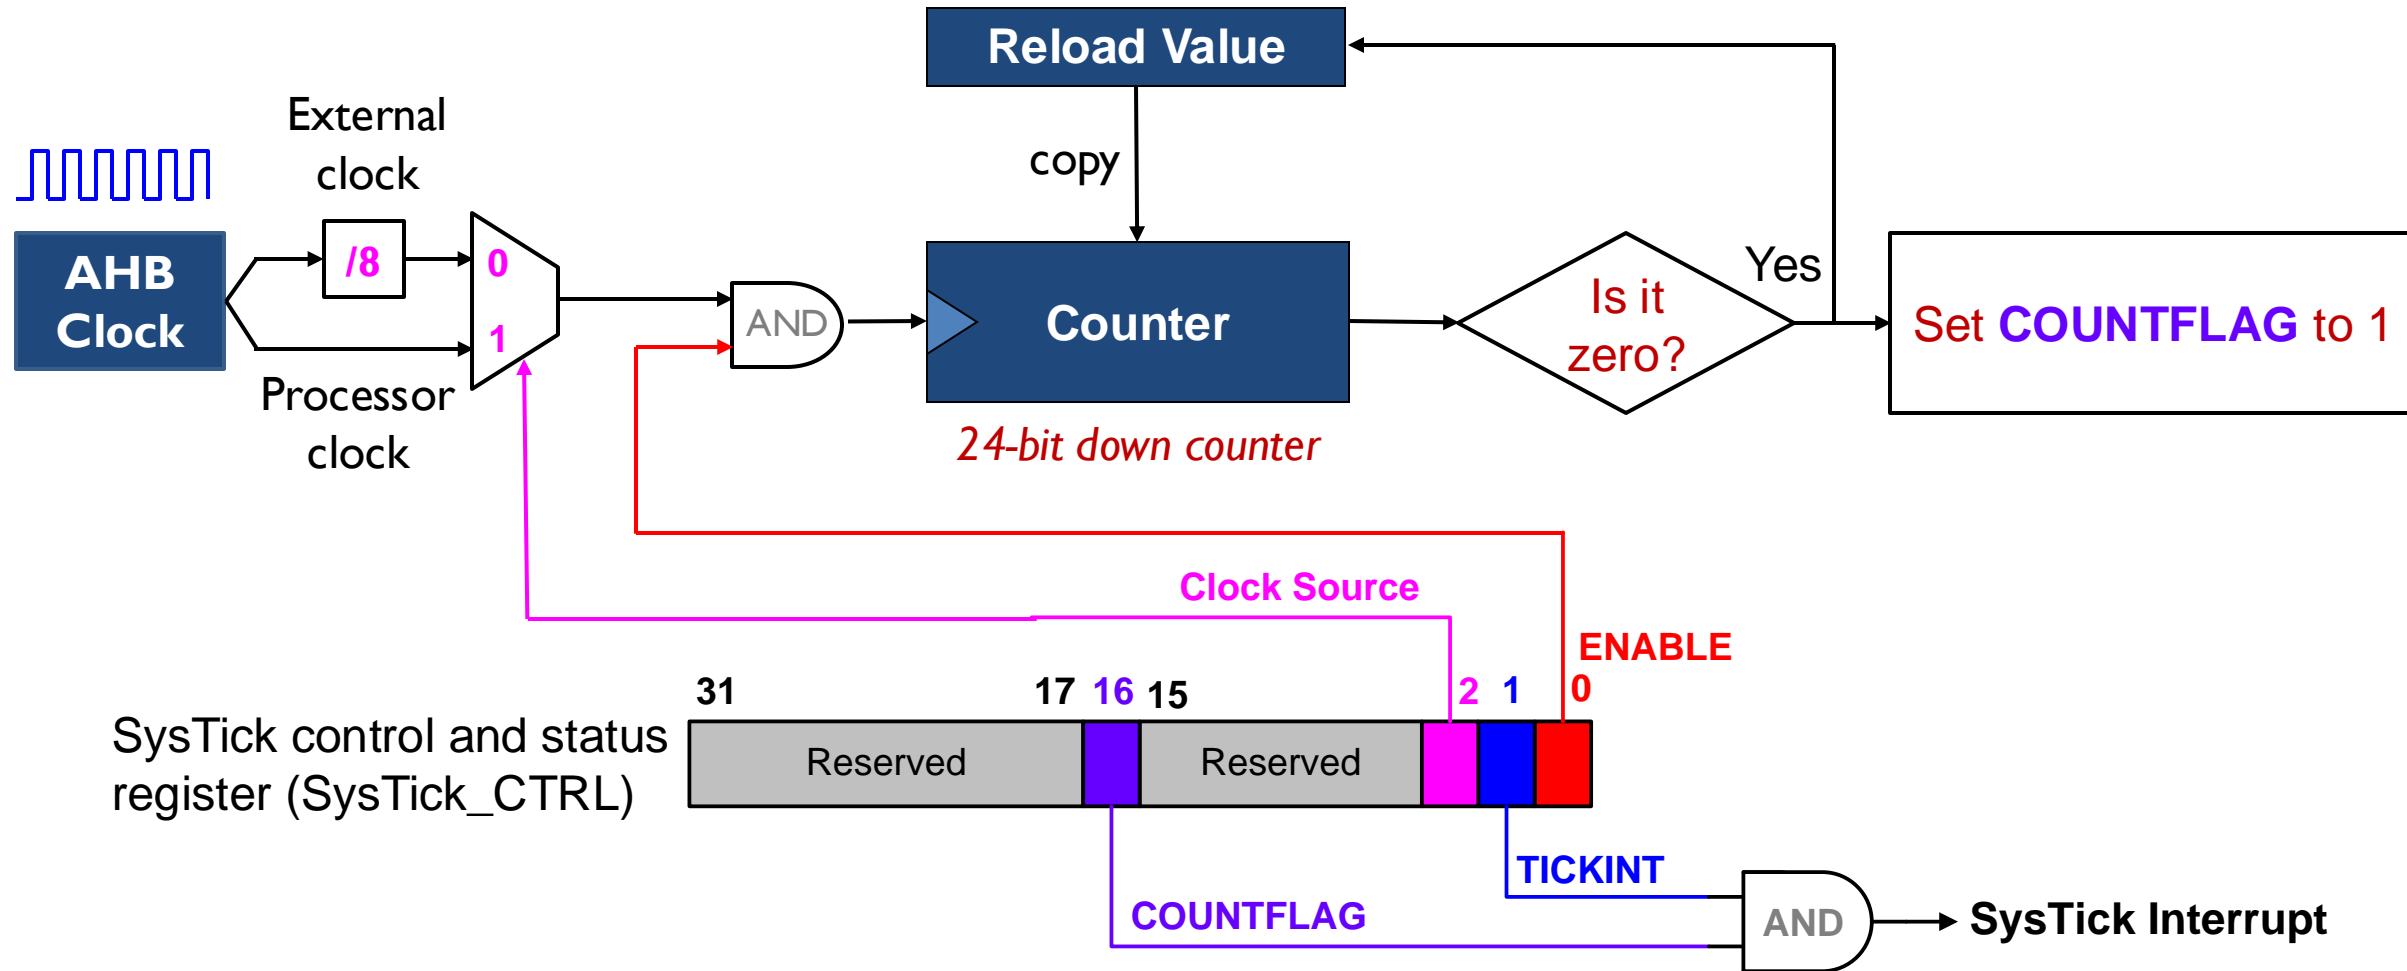 Reload Value
External
clock
copy
AHB
Clock
/8
0
1
Processor
clock
AND
Counter
24-bit down counter
Is it
zero?
Yes
Set COUNTFLAG to 1
Clock Source
ENABLE
31
17
16
15
2
1
0
SysTick control and status
register (SysTick_CTRL)
Reserved
Reserved
TICKINT
COUNTFLAG
AND
SysTick Interrupt